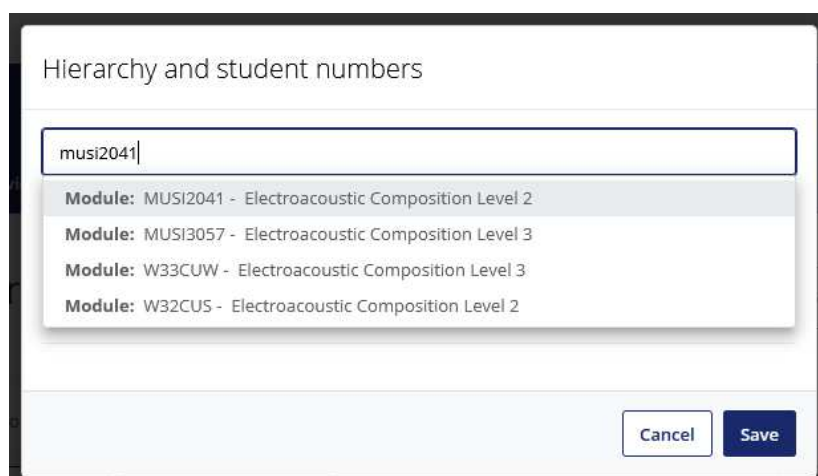 Hierarchy and student numbers
musi2041
Module: MUSI2041 - Electroacoustic Composition Level 2
Module: MUSI3057 - Electroacoustic Composition Level 3
Module: W33CUW - Electroacoustic Composition Level 3
Module: W32CUS - Electroacoustic Composition Level 2
Cancel Save